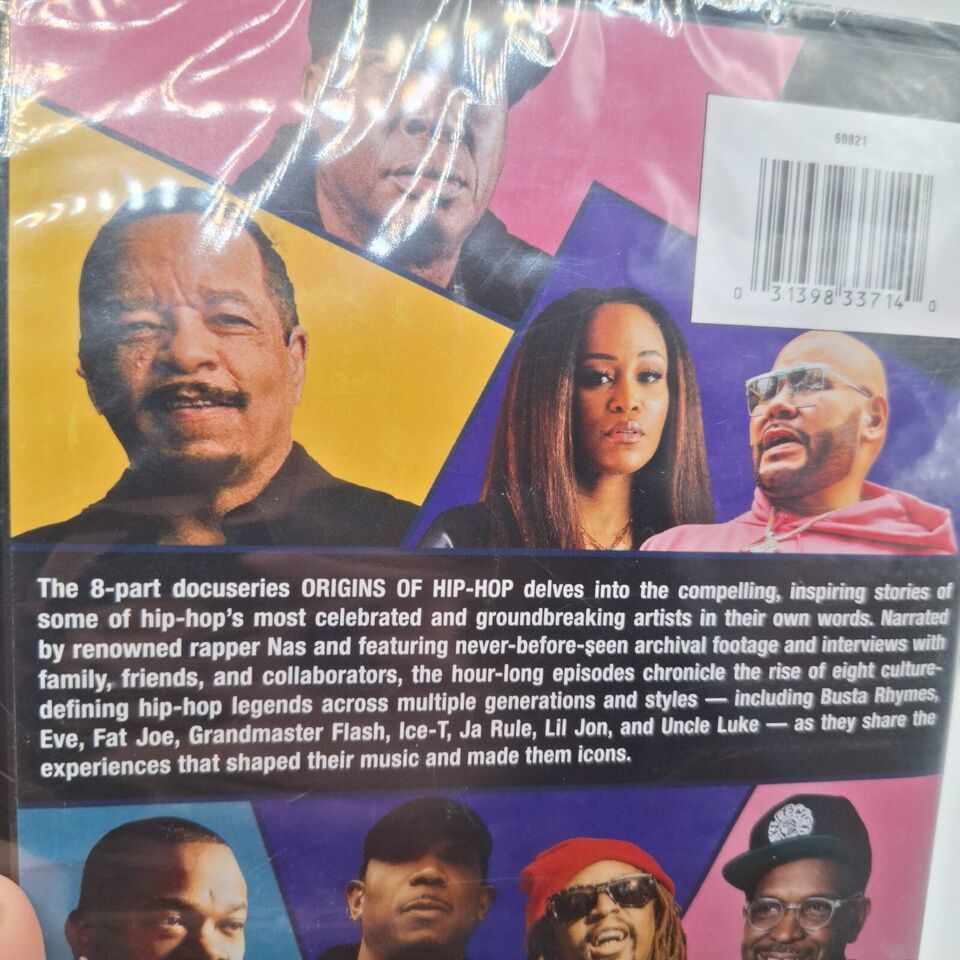 60821
0 31398 33714 0
The 8-part docuseries ORIGINS OF HIP-HOP delves into the compelling, inspiring stories of
some of hip-hop's most celebrated and groundbreaking artists in their own words. Narrated
by renowned rapper Nas and featuring never-before-seen archival footage and interviews with
family, friends, and collaborators, the hour-long episodes chronicle the rise of eight culture-
defining hip-hop legends across multiple generations and styles — including Busta Rhymes,
Eve, Fat Joe, Grandmaster Flash, Ice-T, Ja Rule, Lil Jon, and Uncle Luke — as they share the
experiences that shaped their music and made them icons.